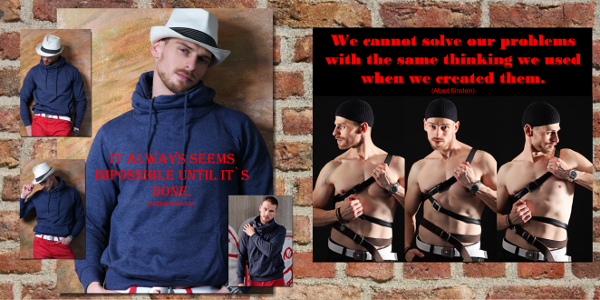 IT ALWAYS SEEMS
IMPOSSIBLE UNTIL IT`S
DONE.
We cannot solve our problems
with the same thinking we used
when we created them.
(Albert Einstein)